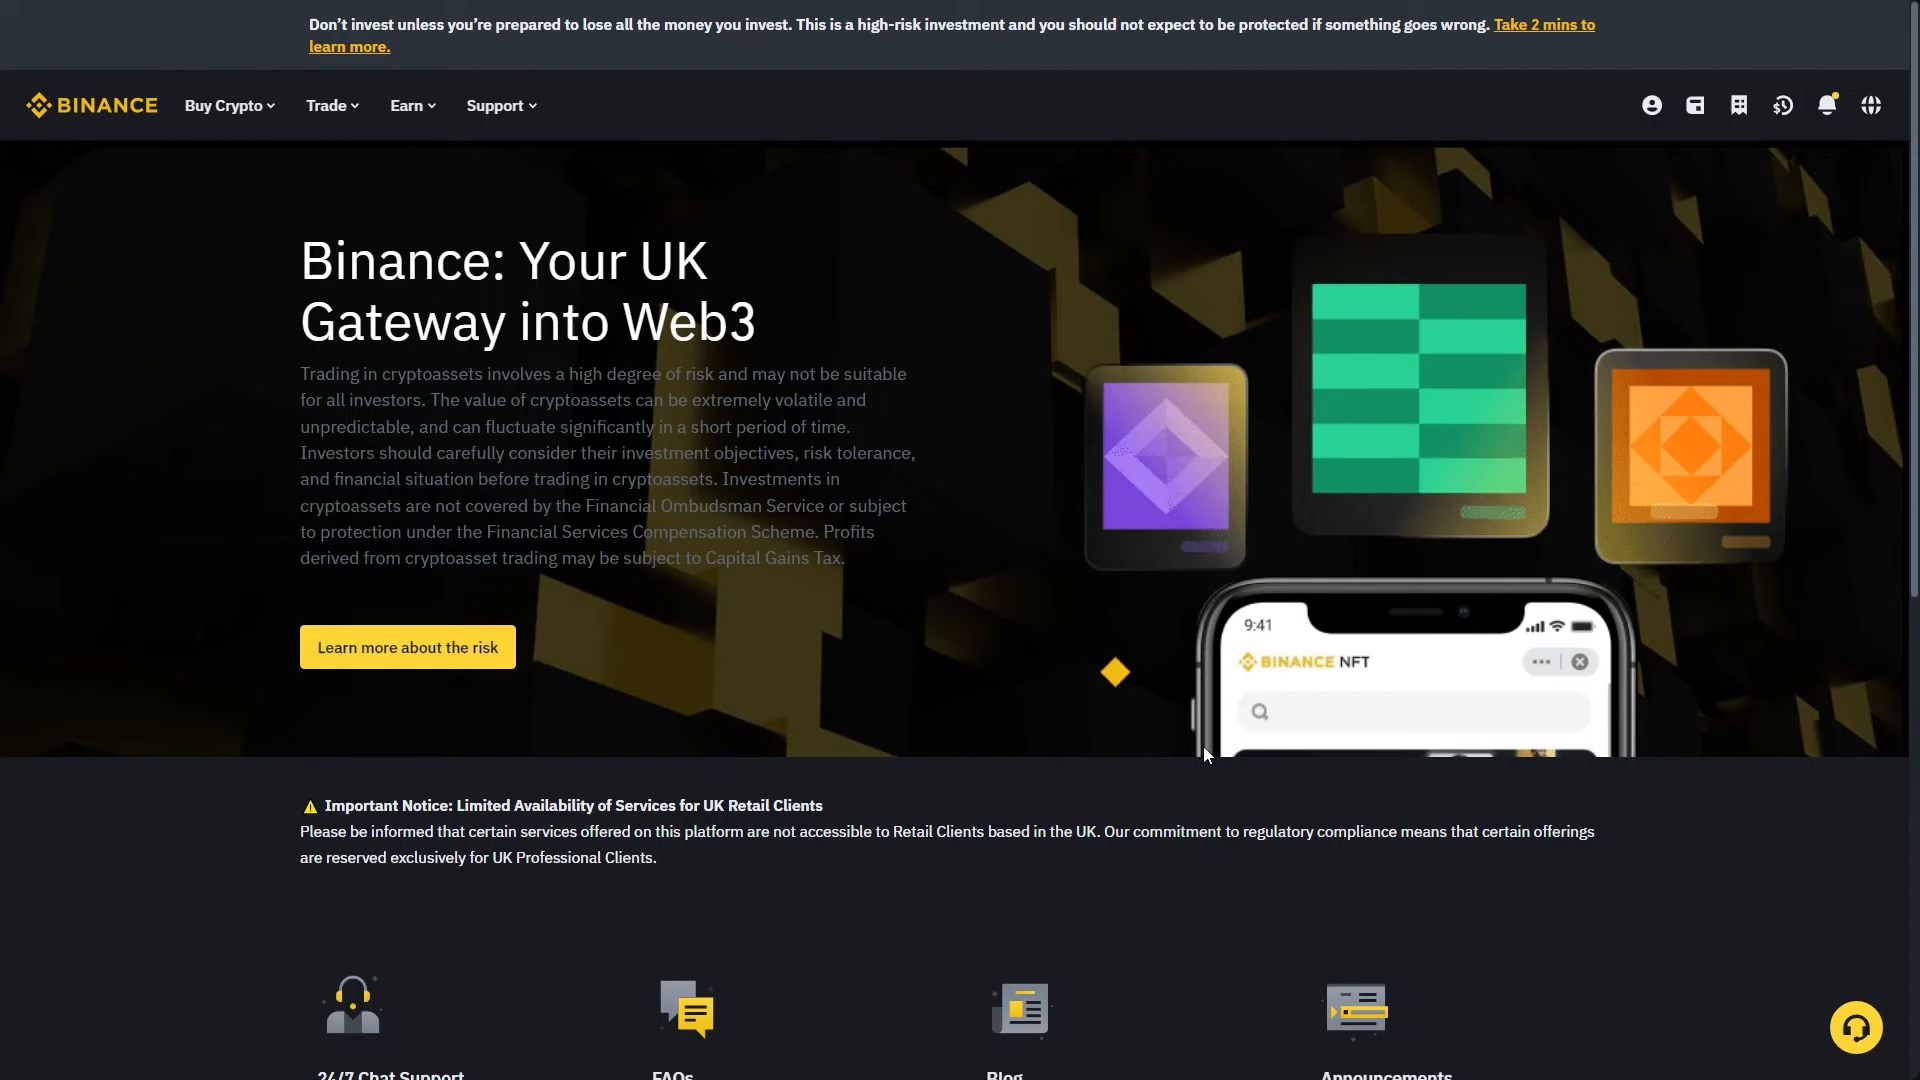 Don’t invest unless you’re prepared to lose all the money you invest. This is a high-risk investment and you should not expect to be protected if something goes wrong. Take 2 mins to
learn more.
BINANCE Buy Crypto Trade Earn Support
Binance: Your UK
Gateway into Web3
Trading in cryptoassets involves a high degree of risk and may not be suitable
for all investors. The value of cryptoassets can be extremely volatile and
unpredictable, and can fluctuate significantly in a short period of time.
Investors should carefully consider their investment objectives, risk tolerance,
and financial situation before trading in cryptoassets. Investments in
cryptoassets are not covered by the Financial Ombudsman Service or subject
to protection under the Financial Services Compensation Scheme. Profits
derived from cryptoasset trading may be subject to Capital Gains Tax.
Learn more about the risk
9:41
BINANCE NFT
Important Notice: Limited Availability of Services for UK Retail Clients
Please be informed that certain services offered on this platform are not accessible to Retail Clients based in the UK. Our commitment to regulatory compliance means that certain offerings
are reserved exclusively for UK Professional Clients.
24/7 Chat Support FAQs Blog Announcements